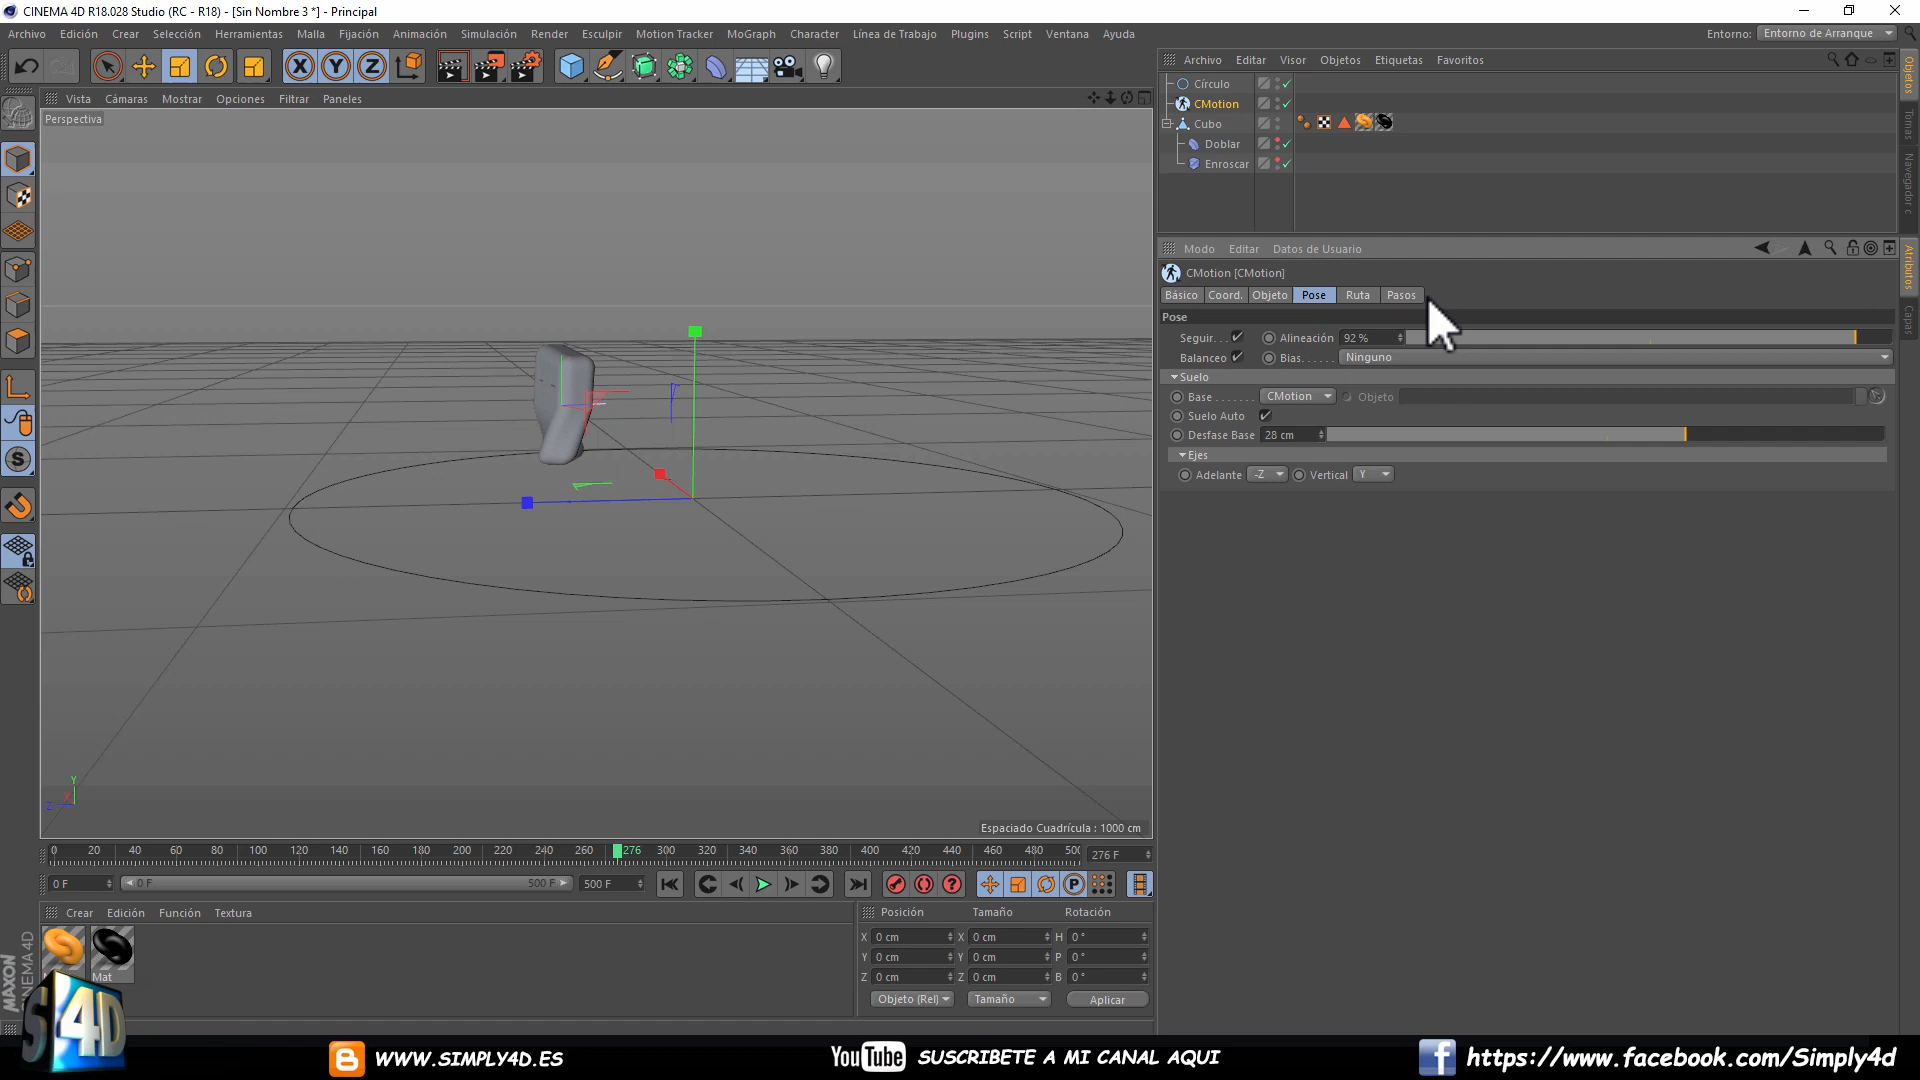 CINEMA 4D R18.028 Studio (RC - R18) - [Sin Nombre 3 *] - Principal
Archivo Edición Crear Selección Herramientas Malla Fijación Animación Simulación Render Esculpir Motion Tracker MoGraph Character Línea de Trabajo Plugins Script Ventana Ayuda Entorno: Entorno de Arranque
Archivo Editar Visor Objetos Etiquetas Favoritos
Círculo
CMotion
Cubo
Doblar
Enroscar
Objetos
Tomas
Navegador c
Atributos
Capas
Vista Cámaras Mostrar Opciones Filtrar Paneles
Perspectiva
Modo Editar Datos de Usuario
CMotion [CMotion]
Básico Coord. Objeto Pose Ruta Pasos
Pose
Seguir. . . Alineación 92 %
Balanceo Bias. . . . . . Ninguno
Suelo
Base . . . . . . . CMotion Objeto
Suelo Auto
Desfase Base 28 cm
Ejes
Adelante -Z Vertical Y
Y
X
Z
Espaciado Cuadrícula : 1000 cm
0 20 40 60 80 100 120 140 160 180 200 220 240 260 276 300 320 340 360 380 400 420 440 460 480 500 276 F
0 F 0 F 500 F 500 F
P
Crear Edición Función Textura
Posición Tamaño Rotación
X 0 cm X 0 cm H 0 °
Y 0 cm Y 0 cm P 0 °
Z 0 cm Z 0 cm B 0 °
Objeto (Rel) Tamaño Aplicar
Mat
MAXON
CINEMA 4D
S4D
WWW.SIMPLY4D.ES
YouTube SUSCRIBETE A MI CANAL AQUI
https://www.facebook.com/Simply4d